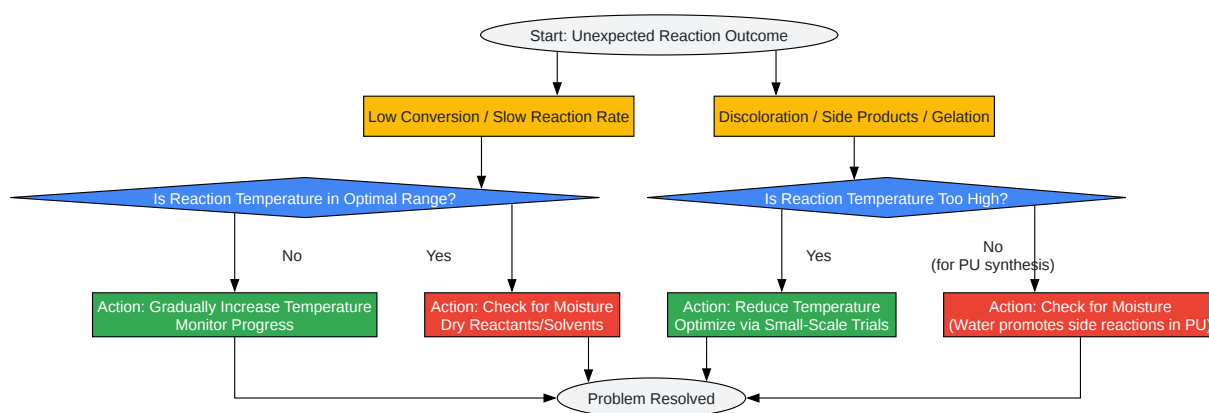 Start: Unexpected Reaction Outcome
Low Conversion / Slow Reaction Rate
Discoloration / Side Products / Gelation
Is Reaction Temperature in Optimal Range?
Is Reaction Temperature Too High?
No
Yes
Yes
No
(for PU synthesis)
Action: Gradually Increase Temperature
Monitor Progress
Action: Check for Moisture
Dry Reactants/Solvents
Action: Reduce Temperature
Optimize via Small-Scale Trials
Action: Check for Moisture
(Water promotes side reactions in PU)
Problem Resolved